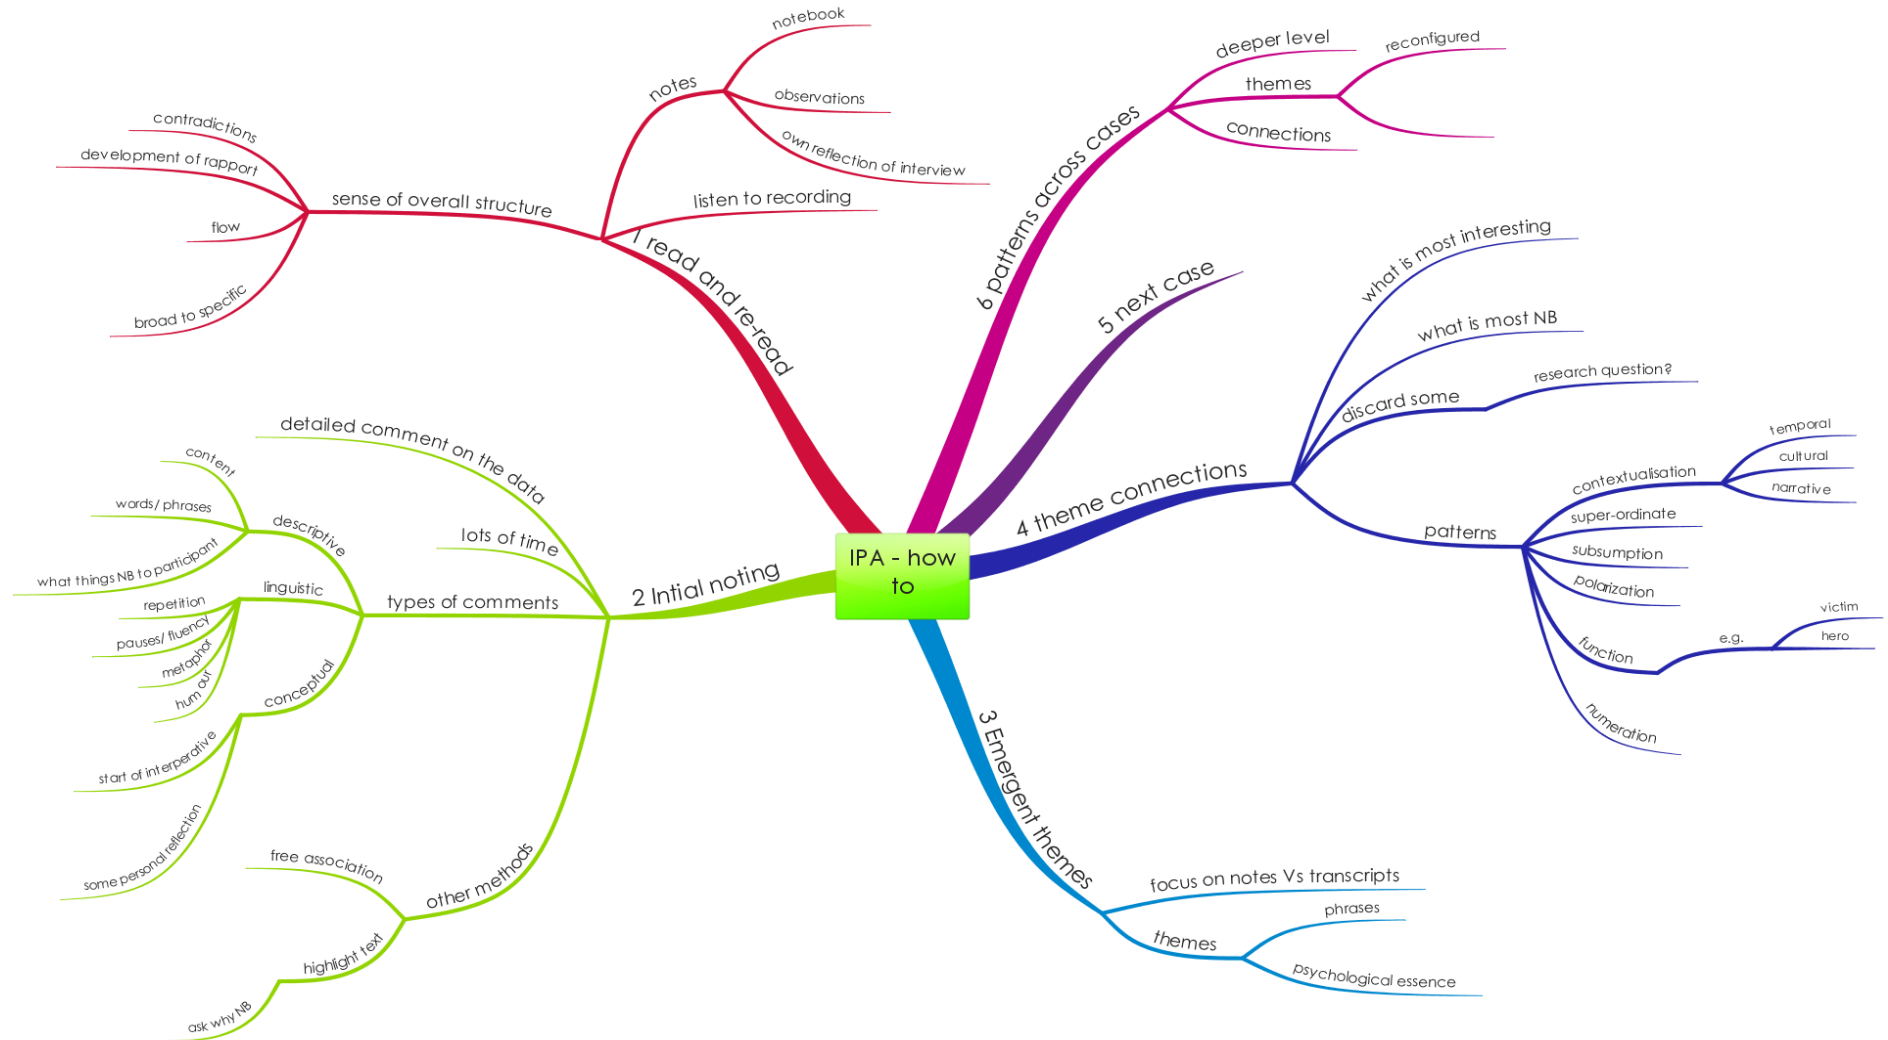 IPA - how
to
1 read and re-read
notes
notebook
observations
own reflection of interview
listen to recording
sense of overall structure
contradictions
development of rapport
flow
broad to specific
2 Intial noting
detailed comment on the data
lots of time
types of comments
descriptive
content
words/ phrases
what things NB to participant
linguistic
repetition
pauses/ fluency
metaphor
hum our
conceptual
start of interperative
some personal reflection
other methods
free association
highlight text
ask why NB
3 Emergent themes
focus on notes Vs transcripts
themes
phrases
psychological essence
4 theme connections
what is most interesting
what is most NB
discard some
research question?
patterns
contextualisation
temporal
cultural
narrative
super-ordinate
subsumption
polarization
function
e.g.
victim
hero
numeration
5 next case
6 patterns across cases
deeper level
themes
reconfigured
connections